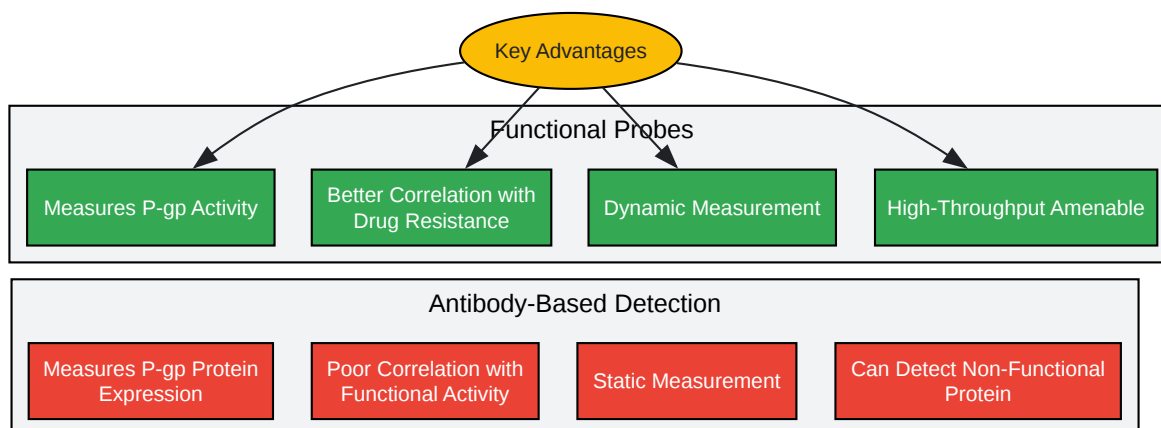 Key Advantages
Functional Probes
Measures P-gp Activity
Better Correlation with
Drug Resistance
Dynamic Measurement
High-Throughput Amenable
Antibody-Based Detection
Measures P-gp Protein
Expression
Poor Correlation with
Functional Activity
Static Measurement
Can Detect Non-Functional
Protein